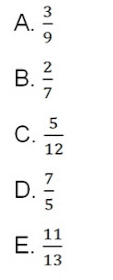 A. 3/9
B. 2/7
C. 5/12
D. 7/5
E. 11/13